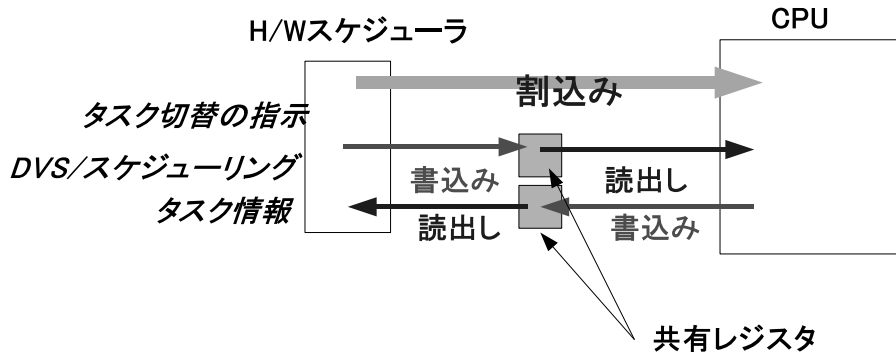 CPU
H/Wスケジューラ
割込み
タスク切替の指示
DVS/スケジューリング
書込み
読出し
タスク情報
読出し
書込み
共有レジスタ